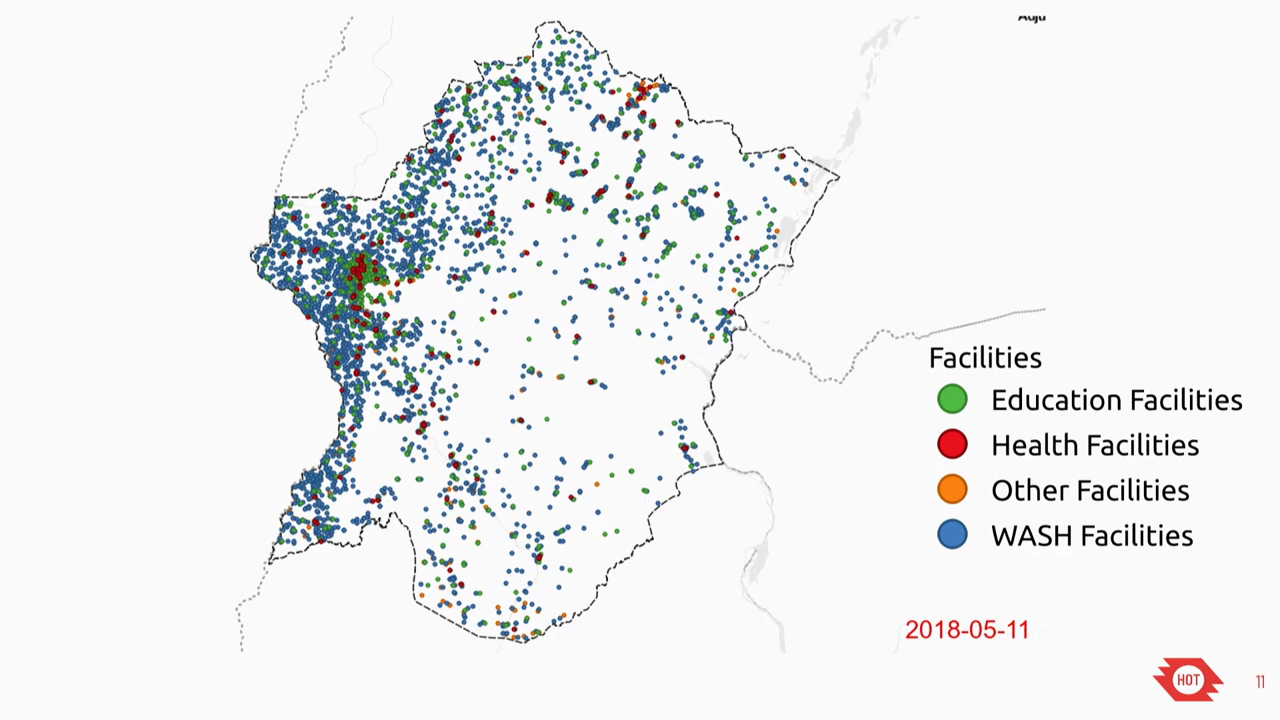 Facilities
Education Facilities
Health Facilities
Other Facilities
WASH Facilities
2018-05-11
HOT
11